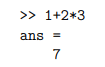 >> 1+2*3
ans =
7